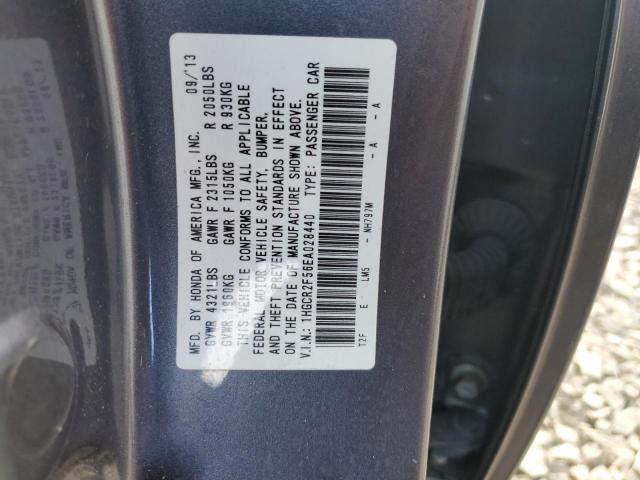 MFD. BY HONDA OF AMERICA MFG., INC. 09/'13
GVWR 4321LBS GAWR F 2315LBS R 2050LBS
GVWR 1960KG GAWR F 1050KG R 930KG
THIS VEHICLE CONFORMS TO ALL APPLICABLE
FEDERAL MOTOR VEHICLE SAFETY, BUMPER,
AND THEFT PREVENTION STANDARDS IN EFFECT
ON THE DATE OF MANUFACTURE SHOWN ABOVE.
V.I.N.: 1HGCR2F56EA028440 TYPE: PASSENGER CAR
T2F E LM5 NH797M A A